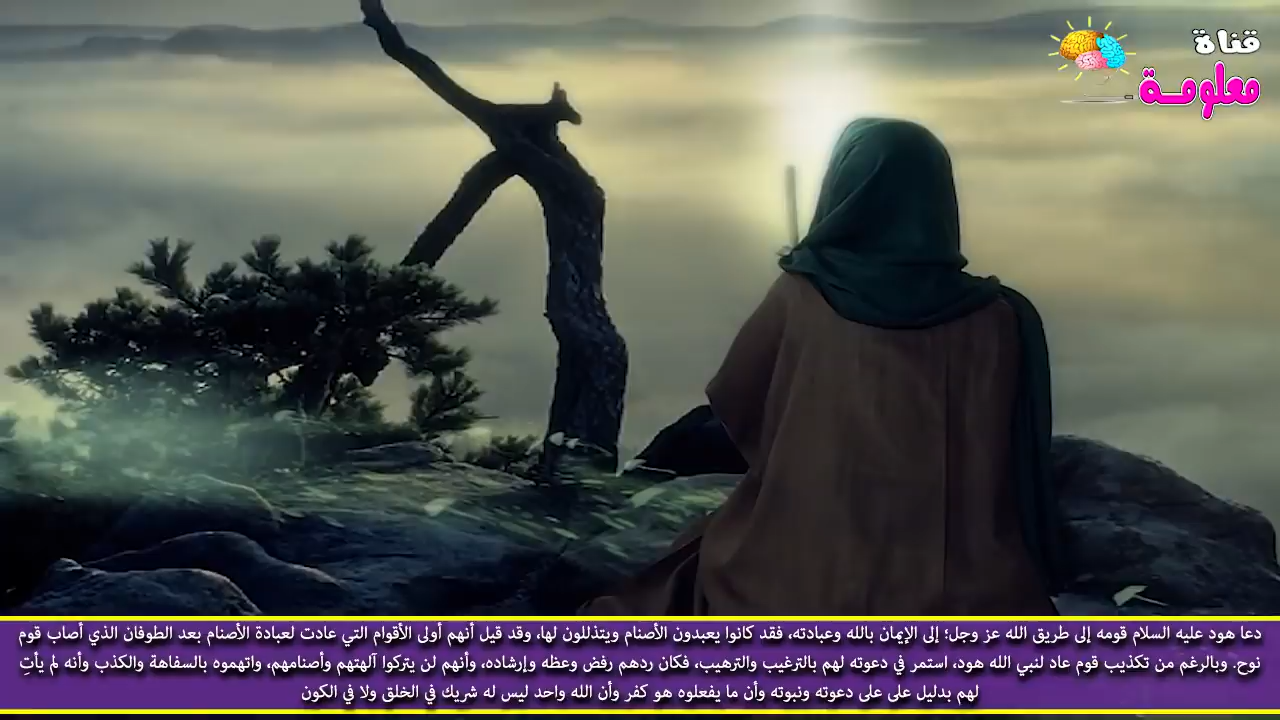 قناة
معلومـة
دعا هود عليه السلام قومه إلى طريق الله عز وجل؛ إلى الإيمان بالله وعبادته، فقد كانوا يعبدون الأصنام ويتذللون لها، وقد قيل أنهم أولى الأقوام التي عادت لعبادة الأصنام بعد الطوفان الذي أصاب قوم
نوح. وبالرغم من تكذيب قوم عاد لنبي الله هود، استمر في دعوته لهم بالترغيب والترهيب، فكان ردهم رفض وعظه وإرشاده، وأنهم لن يتركوا آلهتهم وأصنامهم، واتهموه بالسفاهة والكذب وأنه لم يأتِ
لهم بدليل على على دعوته ونبوته وأن ما يفعلوه هو كفر وأن الله واحد ليس له شريك في الخلق ولا في الكون